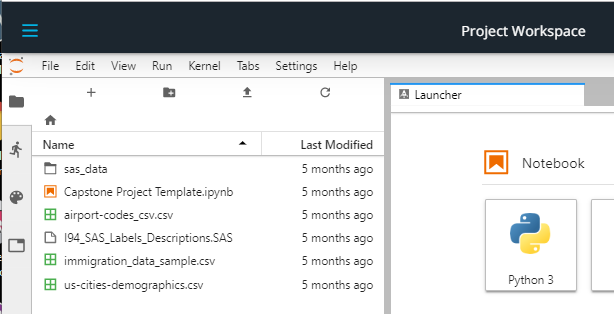 Project Workspace
File Edit View Run Kernel Tabs Settings Help
Launcher
Name Last Modified
sas_data 5 months ago
Capstone Project Template.ipynb 5 months ago
airport-codes_csv.csv 5 months ago
I94_SAS_Labels_Descriptions.SAS 5 months ago
immigration_data_sample.csv 5 months ago
us-cities-demographics.csv 5 months ago
Notebook
Python 3